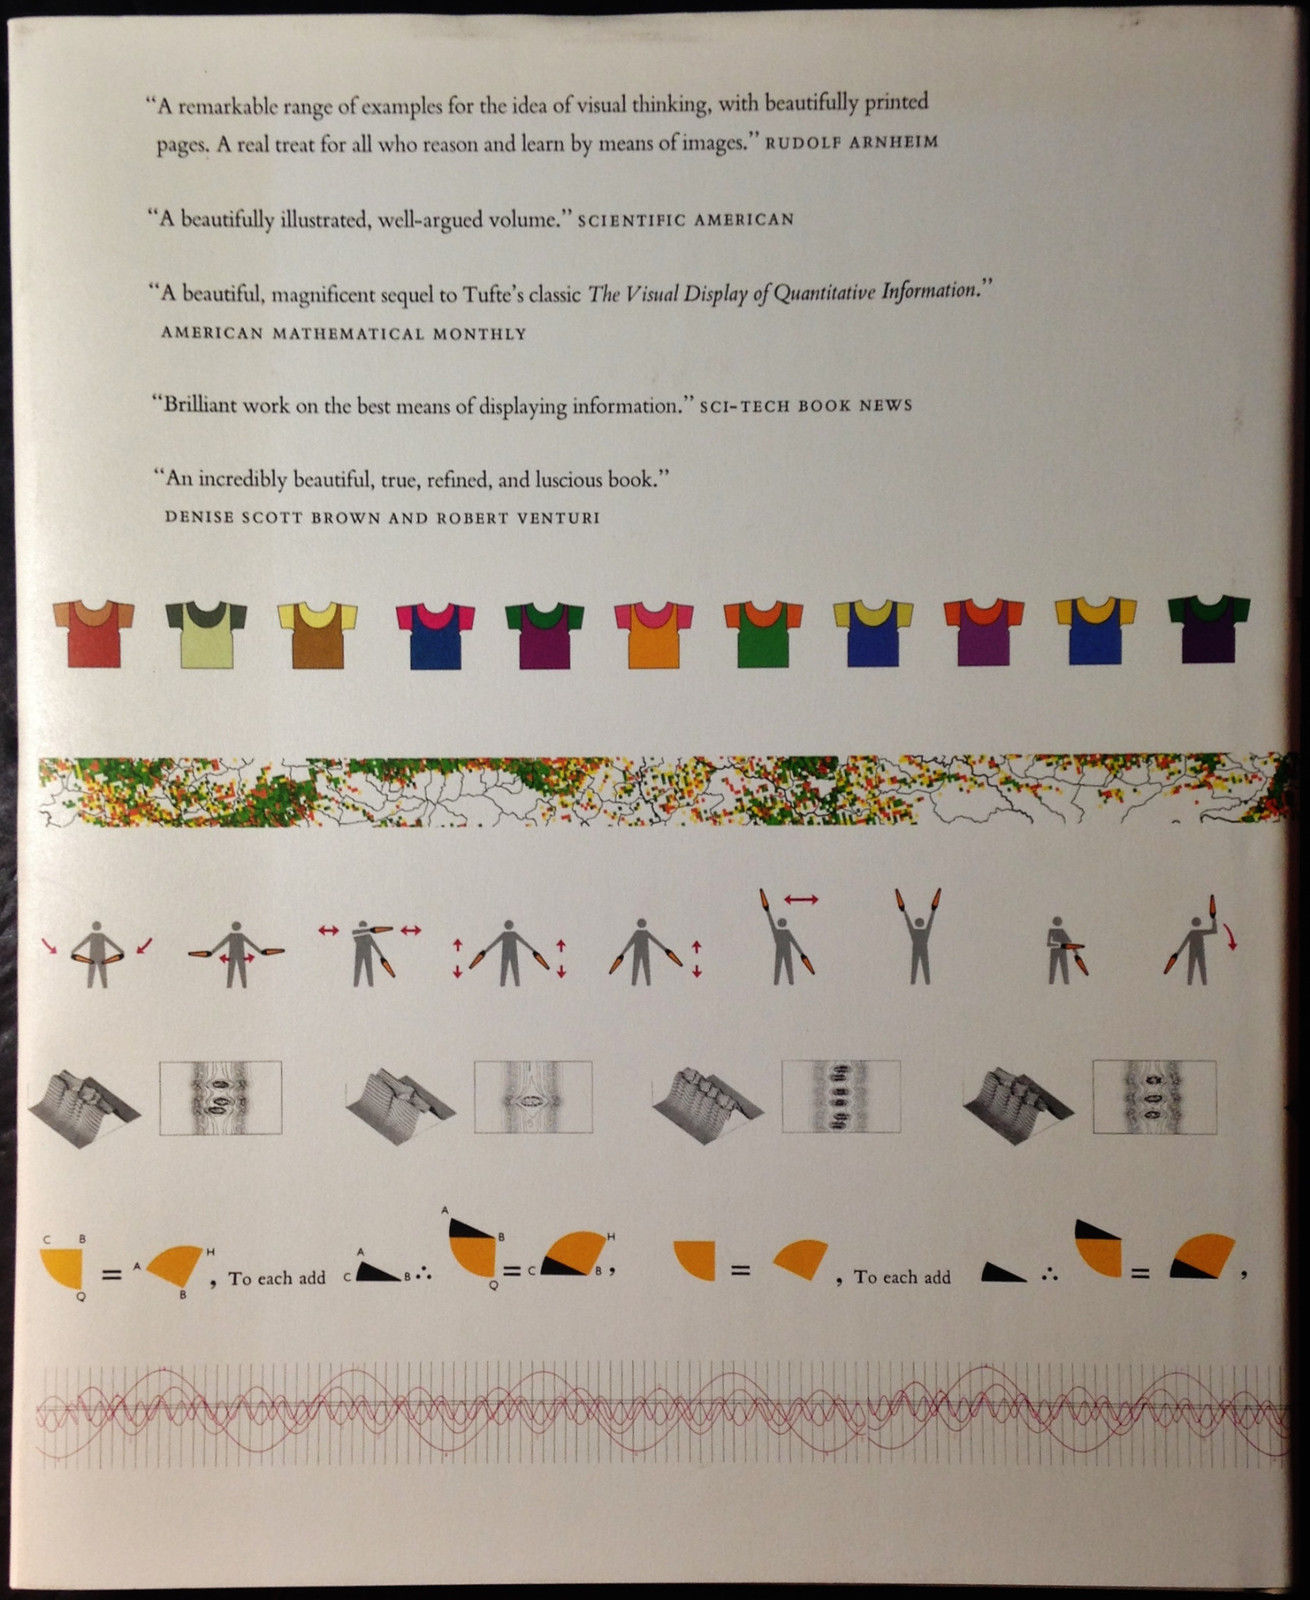 “A remarkable range of examples for the idea of visual thinking, with beautifully printed
pages. A real treat for all who reason and learn by means of images.” RUDOLF ARNHEIM
“A beautifully illustrated, well-argued volume.” SCIENTIFIC AMERICAN
“A beautiful, magnificent sequel to Tufte’s classic The Visual Display of Quantitative Information.”
AMERICAN MATHEMATICAL MONTHLY
“Brilliant work on the best means of displaying information.” SCI-TECH BOOK NEWS
“An incredibly beautiful, true, refined, and luscious book.”
DENISE SCOTT BROWN AND ROBERT VENTURI
C B Q = A H B , To each add A C B ∴ A B Q = C H B , = , To each add ∴ = ,